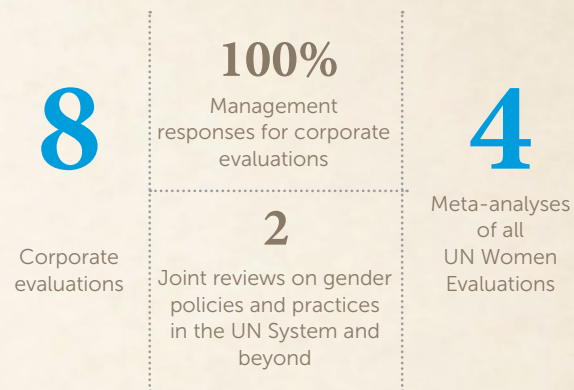 8
Corporate
evaluations
100%
Management
responses for corporate
evaluations
2
Joint reviews on gender
policies and practices
in the UN System and
beyond
4
Meta-analyses
of all
UN Women
Evaluations